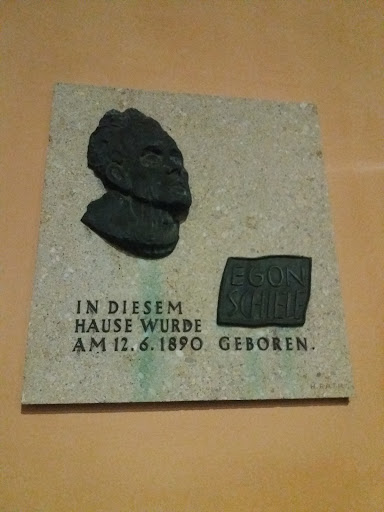 EGON
SCHIELE
IN DIESEM
HAUSE WURDE
AM 12.6.1890 GEBOREN.